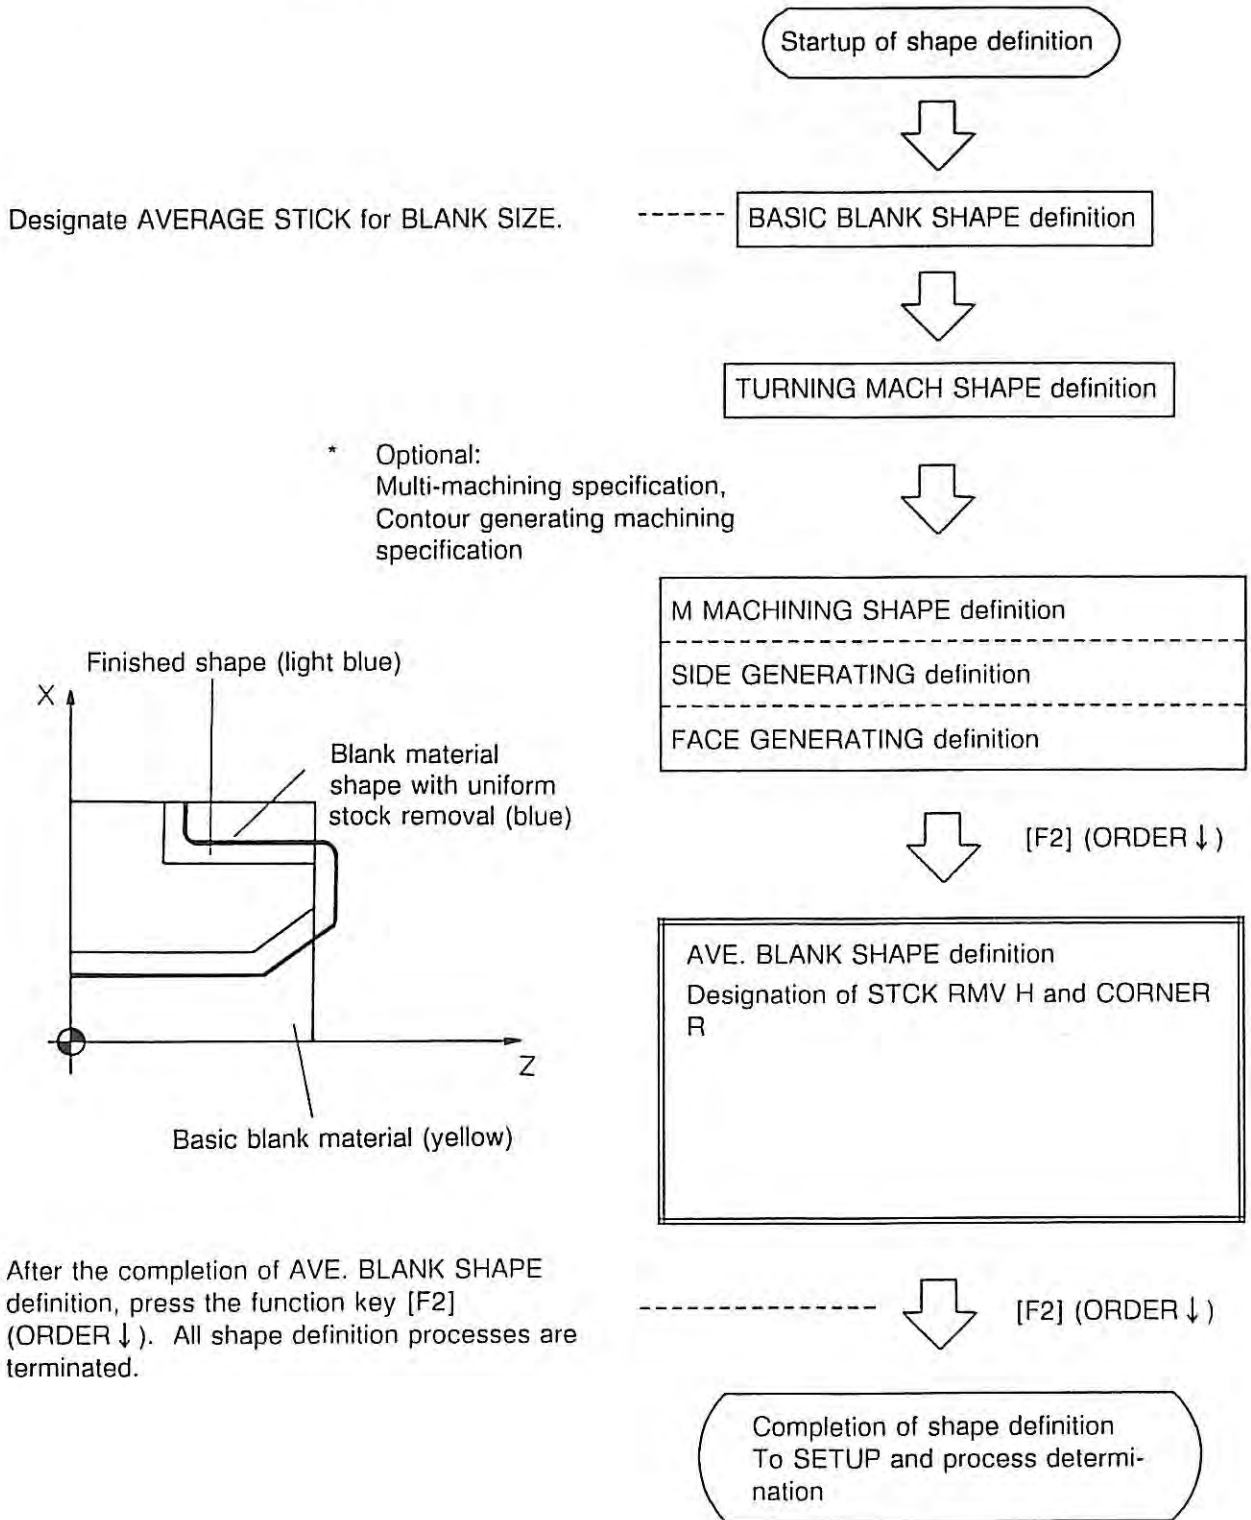 Startup of shape definition
Designate AVERAGE STICK for BLANK SIZE.
BASIC BLANK SHAPE definition
TURNING MACH SHAPE definition
* Optional:
Multi-machining specification,
Contour generating machining
specification
M MACHINING SHAPE definition
SIDE GENERATING definition
FACE GENERATING definition
Finished shape (light blue)
X
Blank material
shape with uniform
stock removal (blue)
Z
Basic blank material (yellow)
[F2] (ORDER ↓)
AVE. BLANK SHAPE definition
Designation of STCK RMV H and CORNER
R
After the completion of AVE. BLANK SHAPE
definition, press the function key [F2]
(ORDER ↓). All shape definition processes are
terminated.
[F2] (ORDER ↓)
Completion of shape definition
To SETUP and process determi-
nation